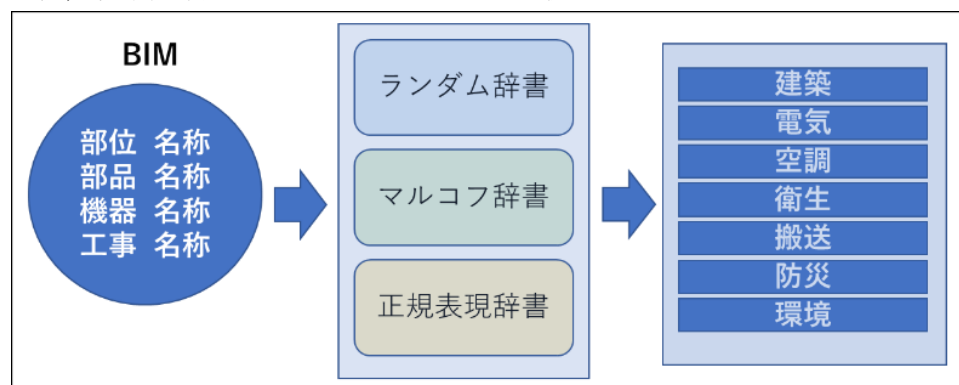 BIM
部位 名称
部品 名称
機器 名称
工事 名称
ランダム辞書
マルコフ辞書
正規表現辞書
建築
電気
空調
衛生
搬送
防災
環境